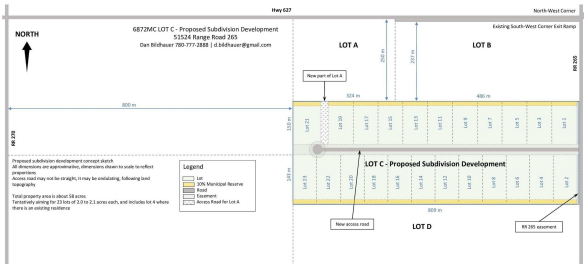 Hwy 627
North-West Corner
NORTH
6872MC LOT C - Proposed Subdivision Development
51524 Range Road 265
Dan Bildhauer 780-777-2888 | d.bildhauer@gmail.com
Existing South-West Corner Exit Ramp
LOT A
LOT B
RR 265
250 m
237 m
New part of Lot A
324 m
486 m
800 m
RR 270
150 m
Lot 21
Lot 19
Lot 17
Lot 15
Lot 13
Lot 11
Lot 9
Lot 7
Lot 5
Lot 3
Lot 1
Proposed subdivision development concept sketch
All dimensions are approximative, dimensions drawn to scale to reflect
proportions
Access road may not be straight, it may be undulating, following land
topography
Total property area is about 58 acres
Tentatively aiming for 23 lots of 2.0 to 2.1 acres each, and includes lot 4 where
there is an existing residence
Legend
Lot
10% Municipal Reserve
Road
Easement
Access Road for Lot A
LOT C - Proposed Subdivision Development
140 m
Lot 23
Lot 22
Lot 20
Lot 18
Lot 16
Lot 14
Lot 12
Lot 10
Lot 8
Lot 6
Lot 4
Lot 2
809 m
New access road
LOT D
RR 265 easement